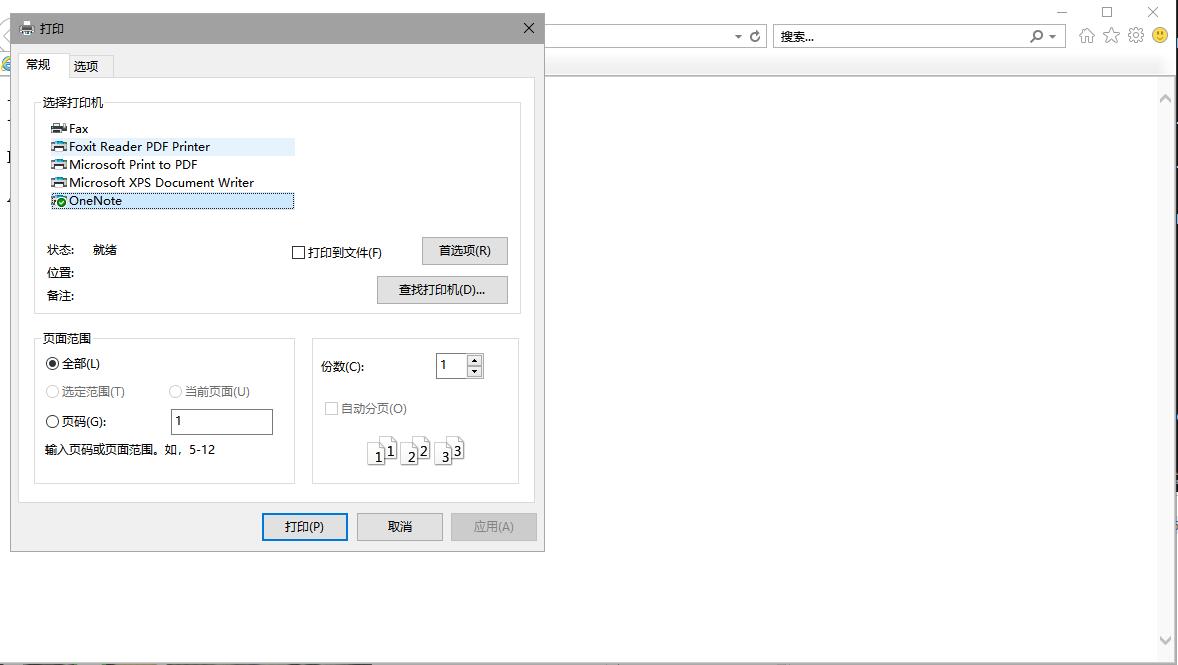 打印
搜索...
常规
选项
选择打印机
Fax
Foxit Reader PDF Printer
Microsoft Print to PDF
Microsoft XPS Document Writer
OneNote
状态:
就绪
打印到文件(F)
首选项(R)
位置:
备注:
查找打印机(D)...
页面范围
全部(L)
选定范围(T)
当前页面(U)
页码(G):
1
输入页码或页面范围。如，5-12
份数(C):
1
自动分页(O)
1 1 2 2 3 3
打印(P)
取消
应用(A)